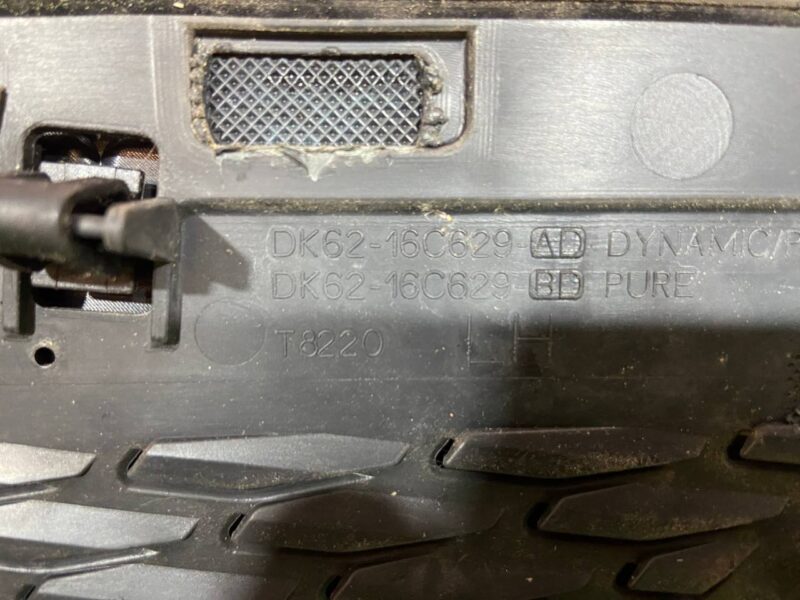 DK62-16C629-AD DYNAMIC/P
DK62-16C629-BD PURE
T8220
LH